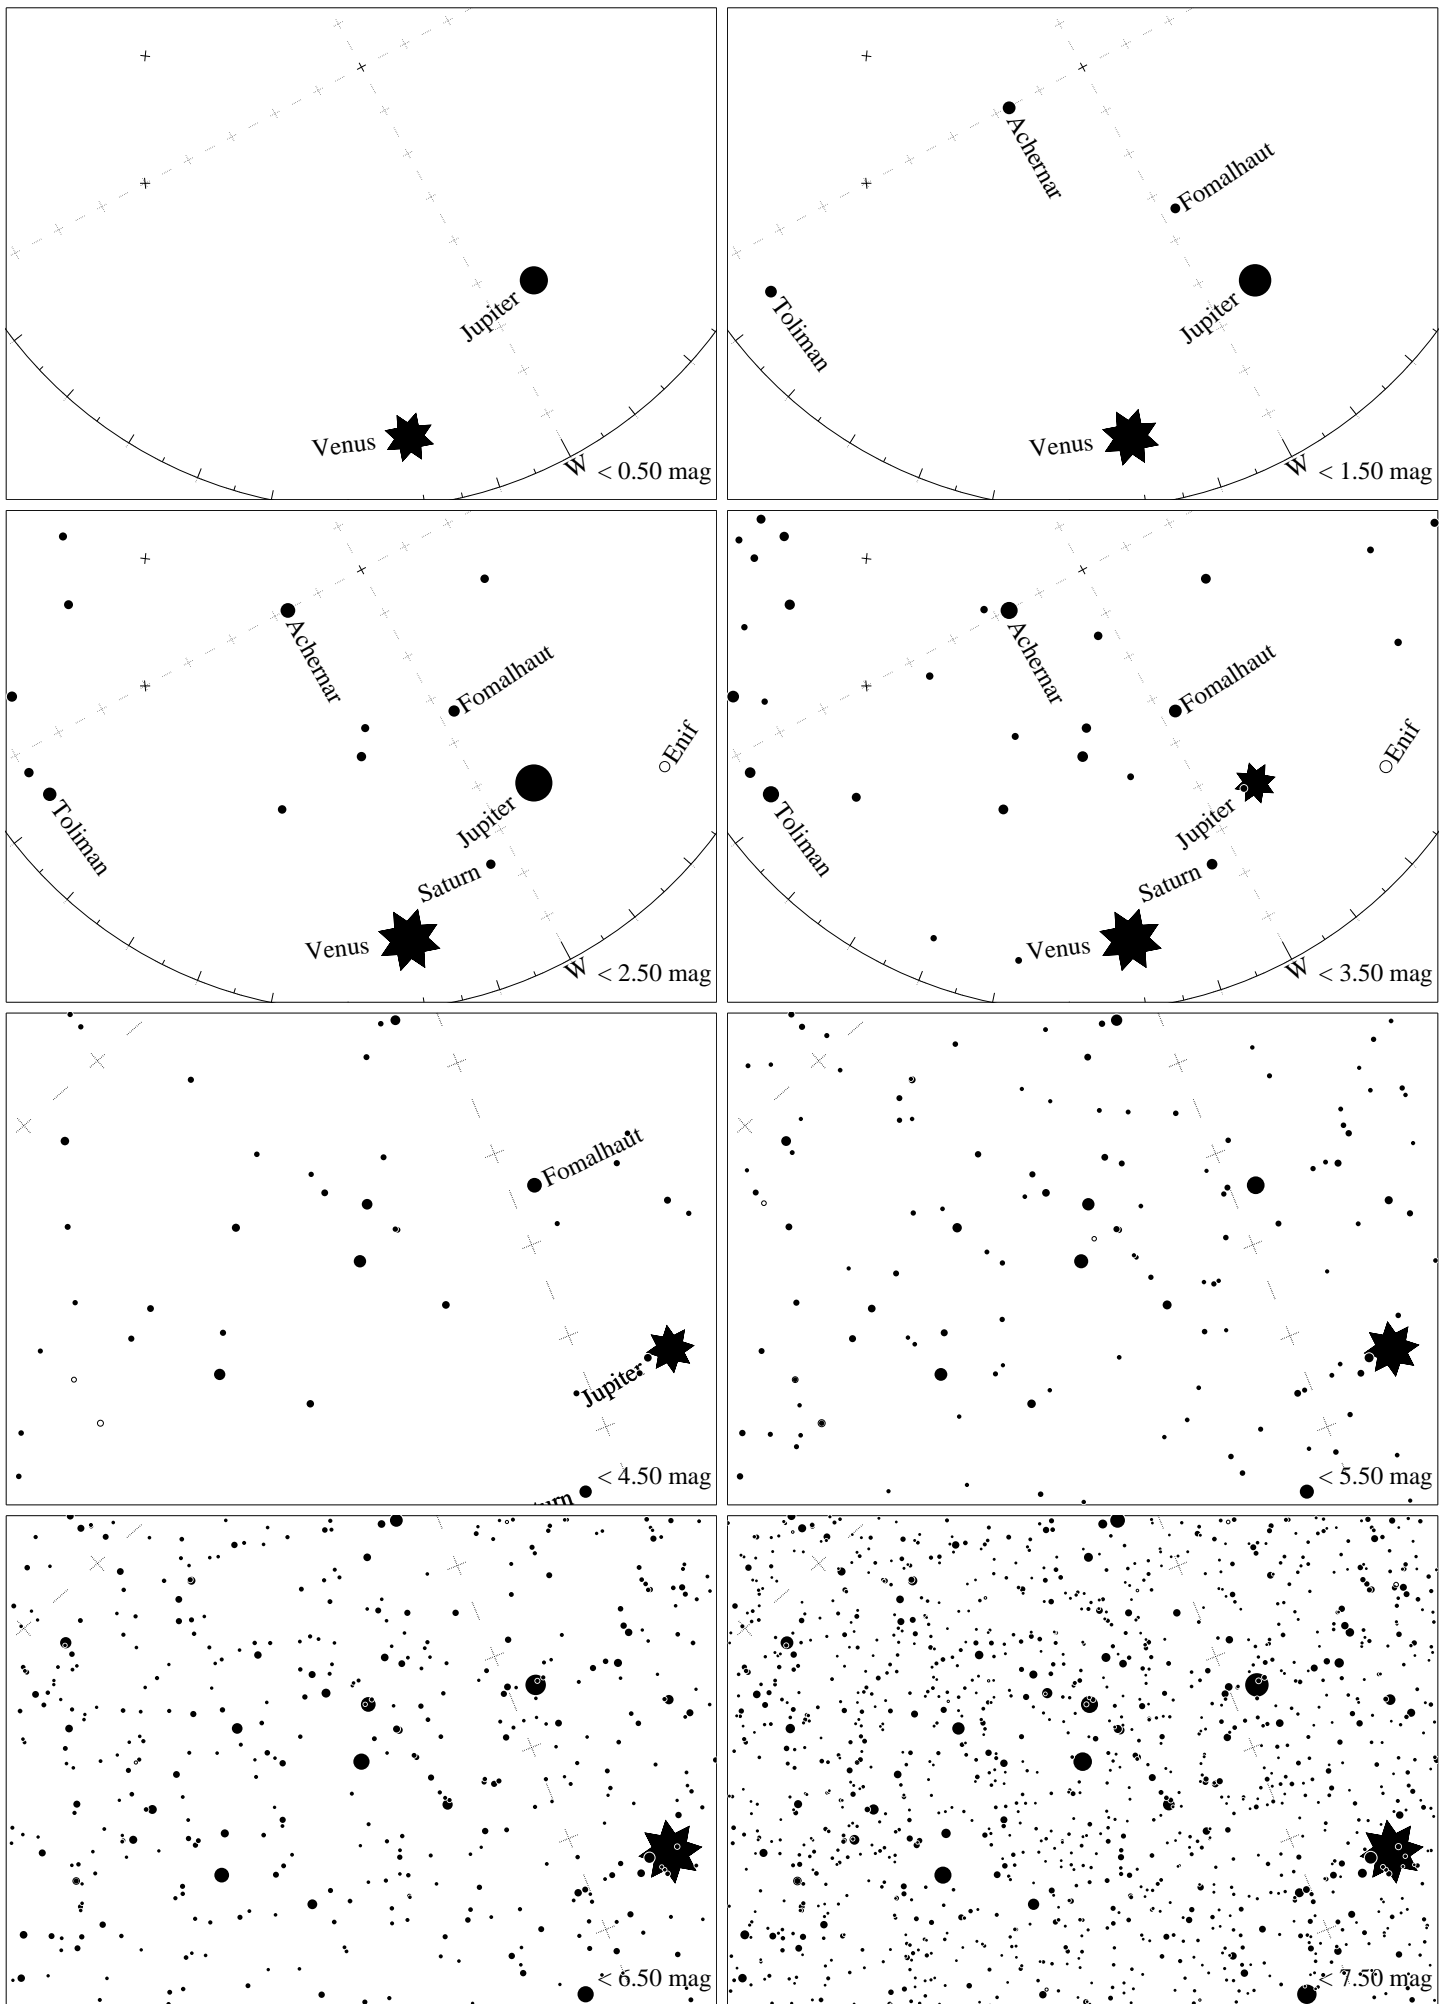 Jupiter
Venus
W
< 0.50 mag
Achernar
Fomalhaut
Toliman
Jupiter
Venus
W
< 1.50 mag
Achernar
Fomalhaut
Enif
Toliman
Jupiter
Saturn
Venus
W
< 2.50 mag
Achernar
Fomalhaut
Enif
Toliman
Jupiter
Saturn
Venus
W
< 3.50 mag
Fomalhaut
Jupiter
urn
< 4.50 mag
< 5.50 mag
< 6.50 mag
< 7.50 mag